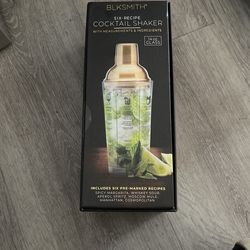 BLKSMITH®
SIX-RECIPE
COCKTAIL SHAKER
WITH MEASUREMENTS & INGREDIENTS
GLASS
INCLUDES SIX PRE-MARKED RECIPES
SPICY MARGARITA, WHISKEY SOUR,
APEROL SPRITZ, MOSCOW MULE,
MANHATTAN, COSMOPOLITAN